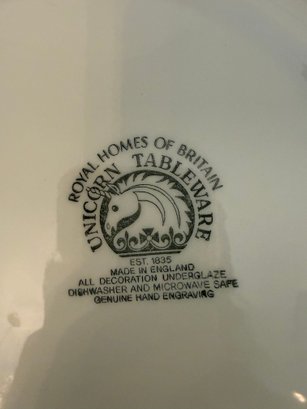 ROYAL HOMES OF BRITAIN
UNICORN TABLEWARE
EST. 1835
MADE IN ENGLAND
ALL DECORATION UNDERGLAZE
DISHWASHER AND MICROWAVE SAFE
GENUINE HAND ENGRAVING